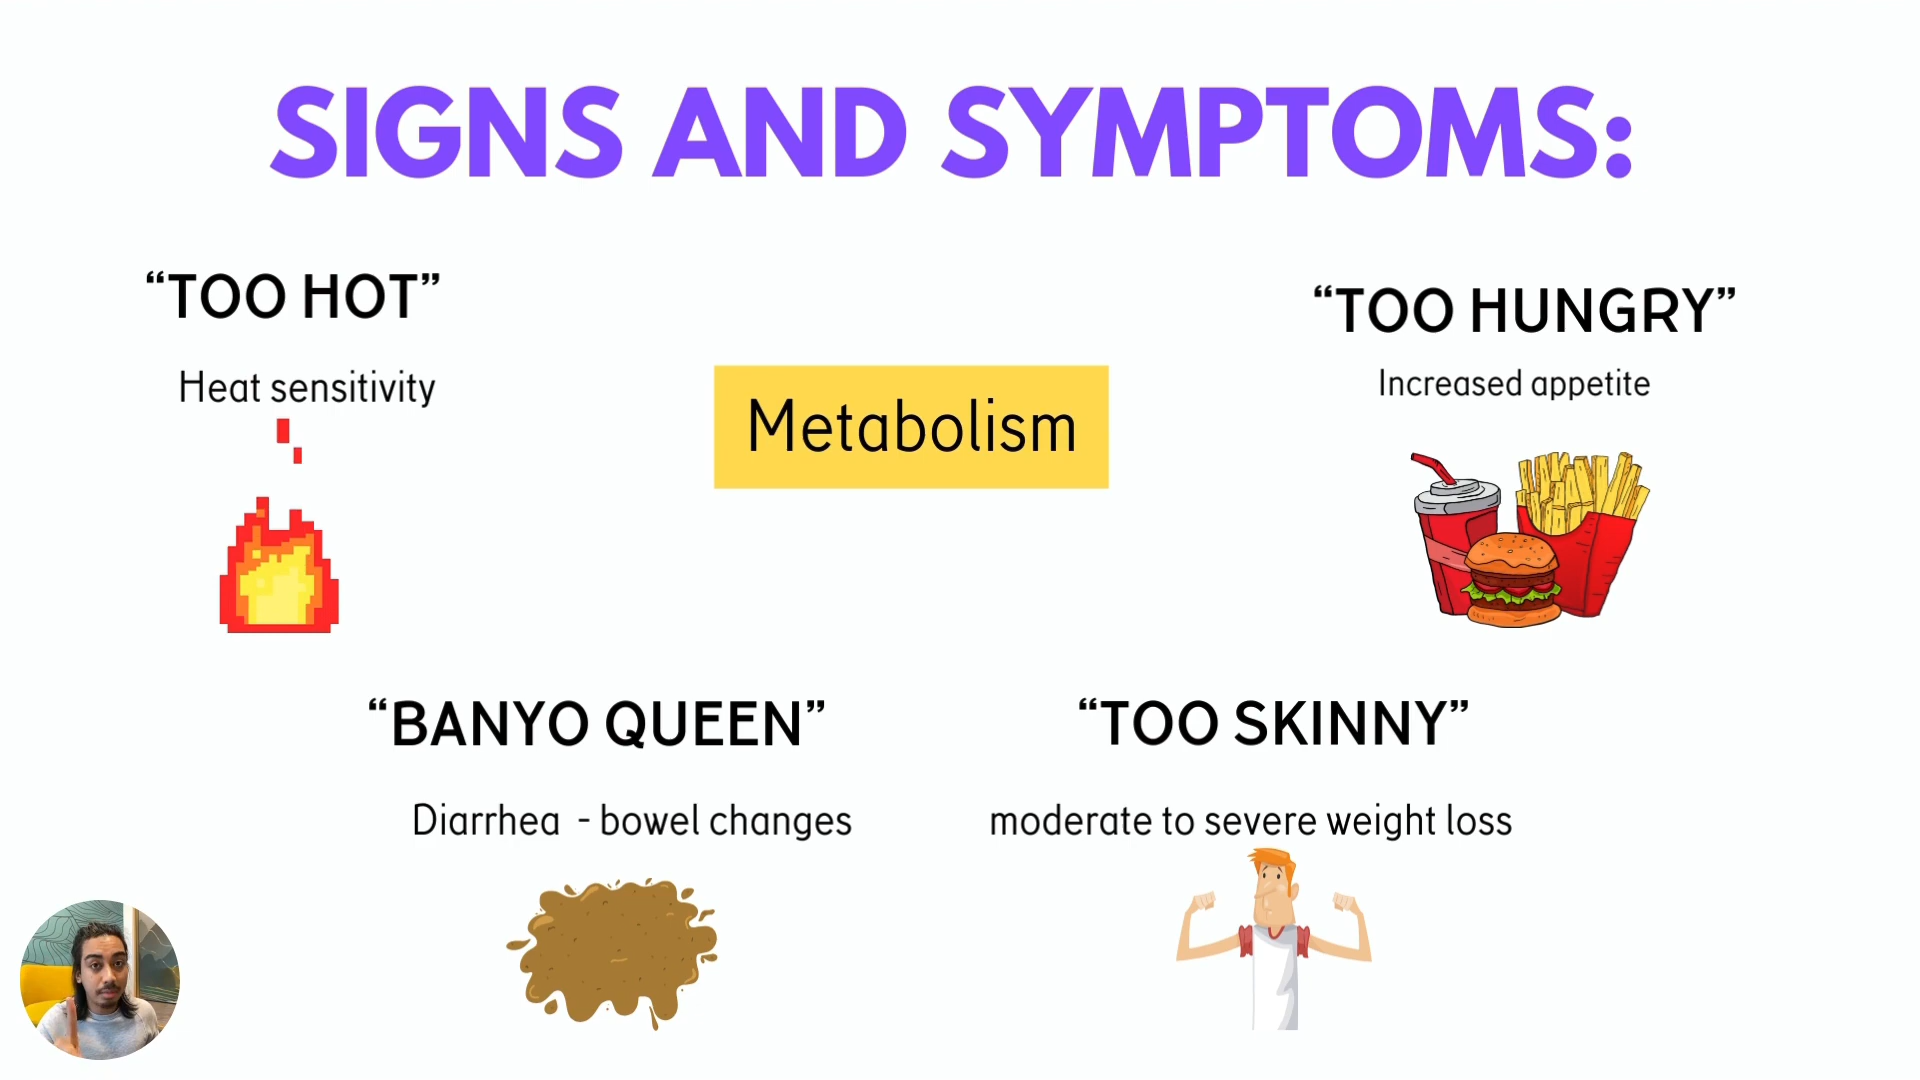 SIGNS AND SYMPTOMS:
“TOO HOT”
Heat sensitivity
Metabolism
“TOO HUNGRY”
Increased appetite
“BANYO QUEEN”
Diarrhea - bowel changes
“TOO SKINNY”
moderate to severe weight loss